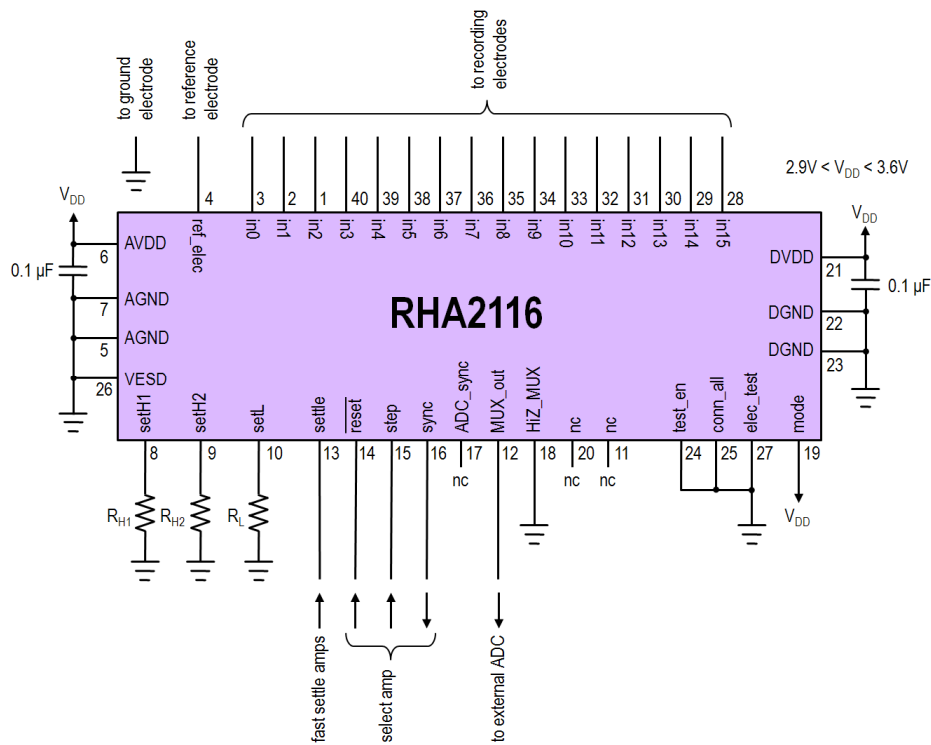 to ground
electrode
to reference
electrode
to recording
electrodes
2.9V < VDD < 3.6V
4 3 2 1 40 39 38 37 36 35 34 33 32 31 30 29 28
ref_elec in0 in1 in2 in3 in4 in5 in6 in7 in8 in9 in10 in11 in12 in13 in14 in15
VDD
AVDD
6
0.1 µF
AGND
7
AGND
5
VESD
26
RHA2116
VDD
DVDD
21
0.1 µF
DGND
22
DGND
23
setH1 setH2 setL settle reset step sync ADC_sync MUX_out HiZ_MUX nc nc test_en conn_all elec_test mode
8 9 10 13 14 15 16 17 12 18 20 11 24 25 27 19
nc nc nc
RH1 RH2 RL
VDD
fast settle amps
select amp
to external ADC